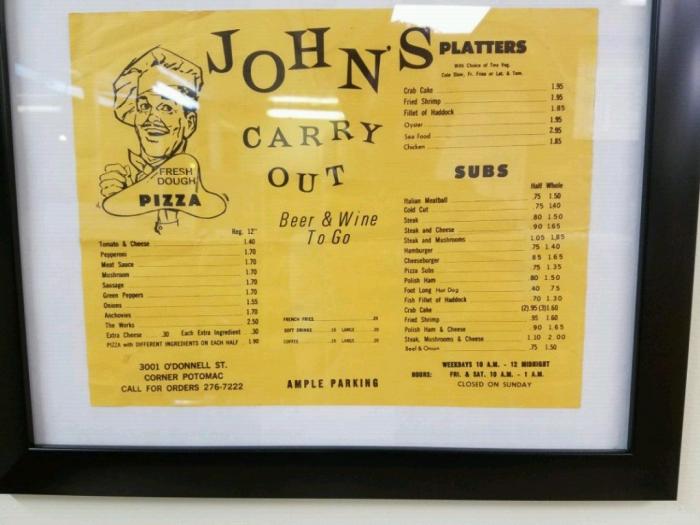 JOHN'S
CARRY
OUT
Beer & Wine
To Go
FRESH
DOUGH
PIZZA
Reg. 12"
Tomato & Cheese 1.40
Pepperoni 1.70
Meat Sauce 1.70
Mushroom 1.70
Sausage 1.70
Green Peppers 1.70
Onions 1.55
Anchovies 1.70
The Works 2.50
Extra Cheese .30 Each Extra Ingredient .30
PIZZA with DIFFERENT INGREDIENTS ON EACH HALF 1.90
3001 O'DONNELL ST.
CORNER POTOMAC
CALL FOR ORDERS 276-7222
FRENCH FRIES
SOFT DRINKS LARGE
COFFEE LARGE
AMPLE PARKING
PLATTERS
With Choice of Two Veg.
Cole Slaw, Fr. Fries or Let. & Tom.
Crab Cake 1.95
Fried Shrimp 1.95
Fillet of Haddock 1.85
Oyster 1.95
Sea Food 2.95
Chicken 1.85
SUBS
Half Whole
Italian Meatball .75 1.50
Cold Cut .75 1.40
Steak .80 1.50
Steak and Cheese .90 1.65
Steak and Mushrooms 1.05 1.85
Hamburger .75 1.40
Cheeseburger .85 1.65
Pizza Subs .75 1.35
Polish Ham .80 1.50
Foot Long Hot Dog .40 .75
Fish Fillet of Haddock .70 1.30
Crab Cake (2).95 (3)1.60
Fried Shrimp .95 1.60
Polish Ham & Cheese .90 1.65
Steak, Mushrooms & Cheese 1.10 2.00
Beef & Onion .75 1.50
WEEKDAYS 10 A.M. - 12 MIDNIGHT
HOURS: FRI. & SAT. 10 A.M. - 1 A.M.
CLOSED ON SUNDAY